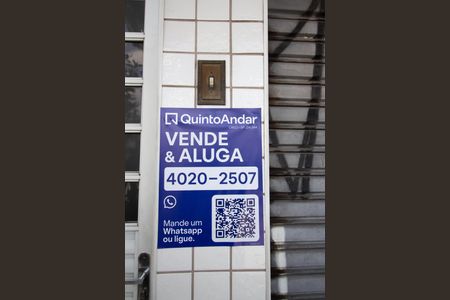 QuintoAndar
VENDE
& ALUGA
4020-2507
Mande um
Whatsapp
ou ligue.